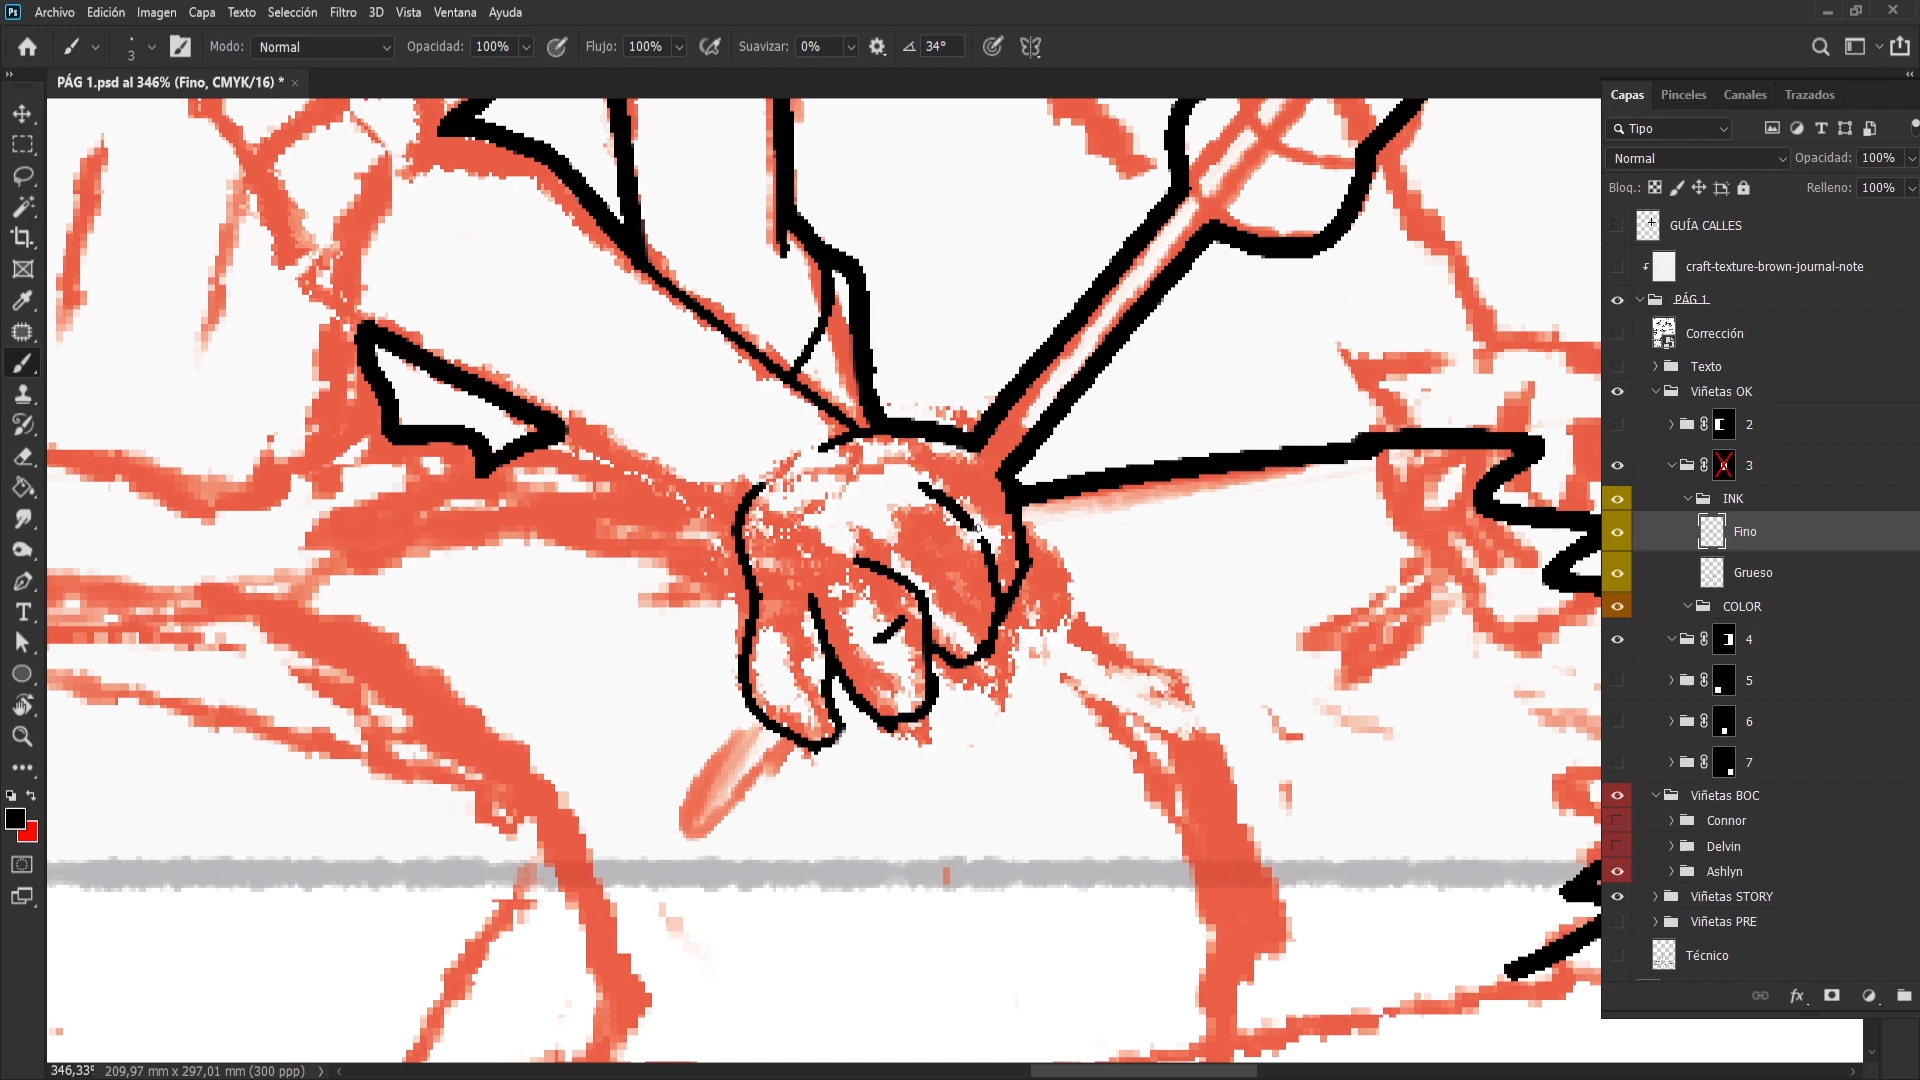 Ps
Archivo Edición Imagen Capa Texto Selección Filtro 3D Vista Ventana Ayuda
3 Modo: Normal Opacidad: 100% Flujo: 100% Suavizar: 0% 34°
PÁG 1.psd al 346% (Fino, CMYK/16) * ×
Capas Pinceles Canales Trazados
Tipo
Normal Opacidad: 100%
Bloq.: Relleno: 100%
GUÍA CALLES
craft-texture-brown-journal-note
PÁG 1
Corrección
Texto
Viñetas OK
2
3
INK
Fino
Grueso
COLOR
4
5
6
7
Viñetas BOC
Connor
Delvin
Ashlyn
Viñetas STORY
Viñetas PRE
Técnico
fx
346,33% 209,97 mm x 297,01 mm (300 ppp)